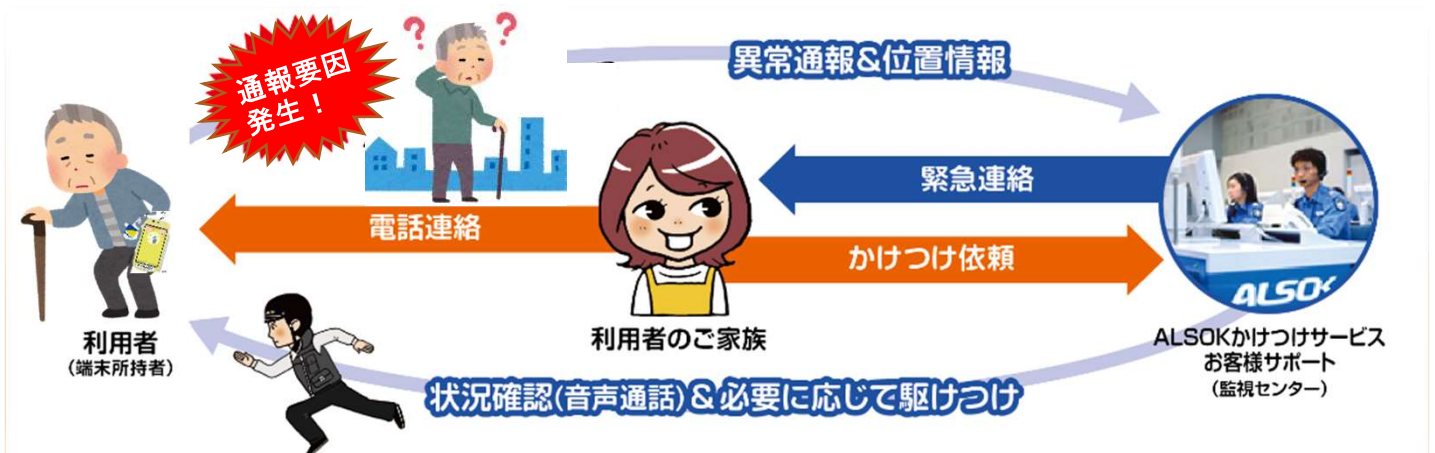 通報要因
発生！
? ?
異常通報&位置情報
緊急連絡
電話連絡
かけつけ依頼
ALSOK
利用者
（端末所持者）
利用者のご家族
ALSOKかけつけサービス
お客様サポート
（監視センター）
状況確認(音声通話)&必要に応じて駆けつけ